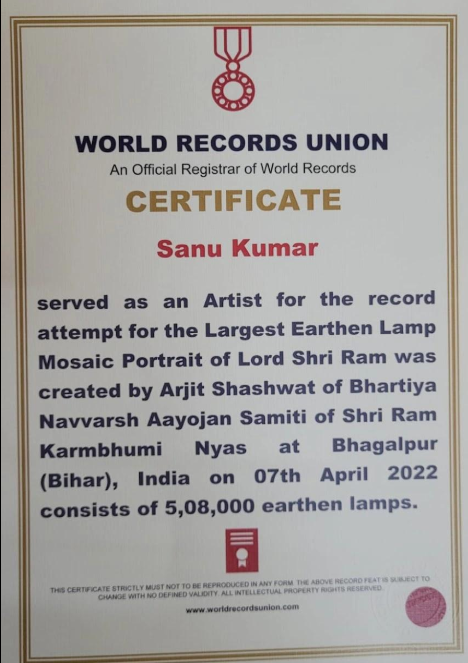 WORLD RECORDS UNION
An Official Registrar of World Records
CERTIFICATE
Sanu Kumar
served as an Artist for the record
attempt for the Largest Earthen Lamp
Mosaic Portrait of Lord Shri Ram was
created by Arjit Shashwat of Bhartiya
Navvarsh Aayojan Samiti of Shri Ram
Karmbhumi Nyas at Bhagalpur
(Bihar), India on 07th April 2022
consists of 5,08,000 earthen lamps.
THIS CERTIFICATE STRICTLY MUST NOT TO BE REPRODUCED IN ANY FORM. THE ABOVE RECORD FEAT IS SUBJECT TO
CHANGE WITH NO DEFINED VALIDITY. ALL INTELLECTUAL PROPERTY RIGHTS RESERVED.
www.worldrecordsunion.com